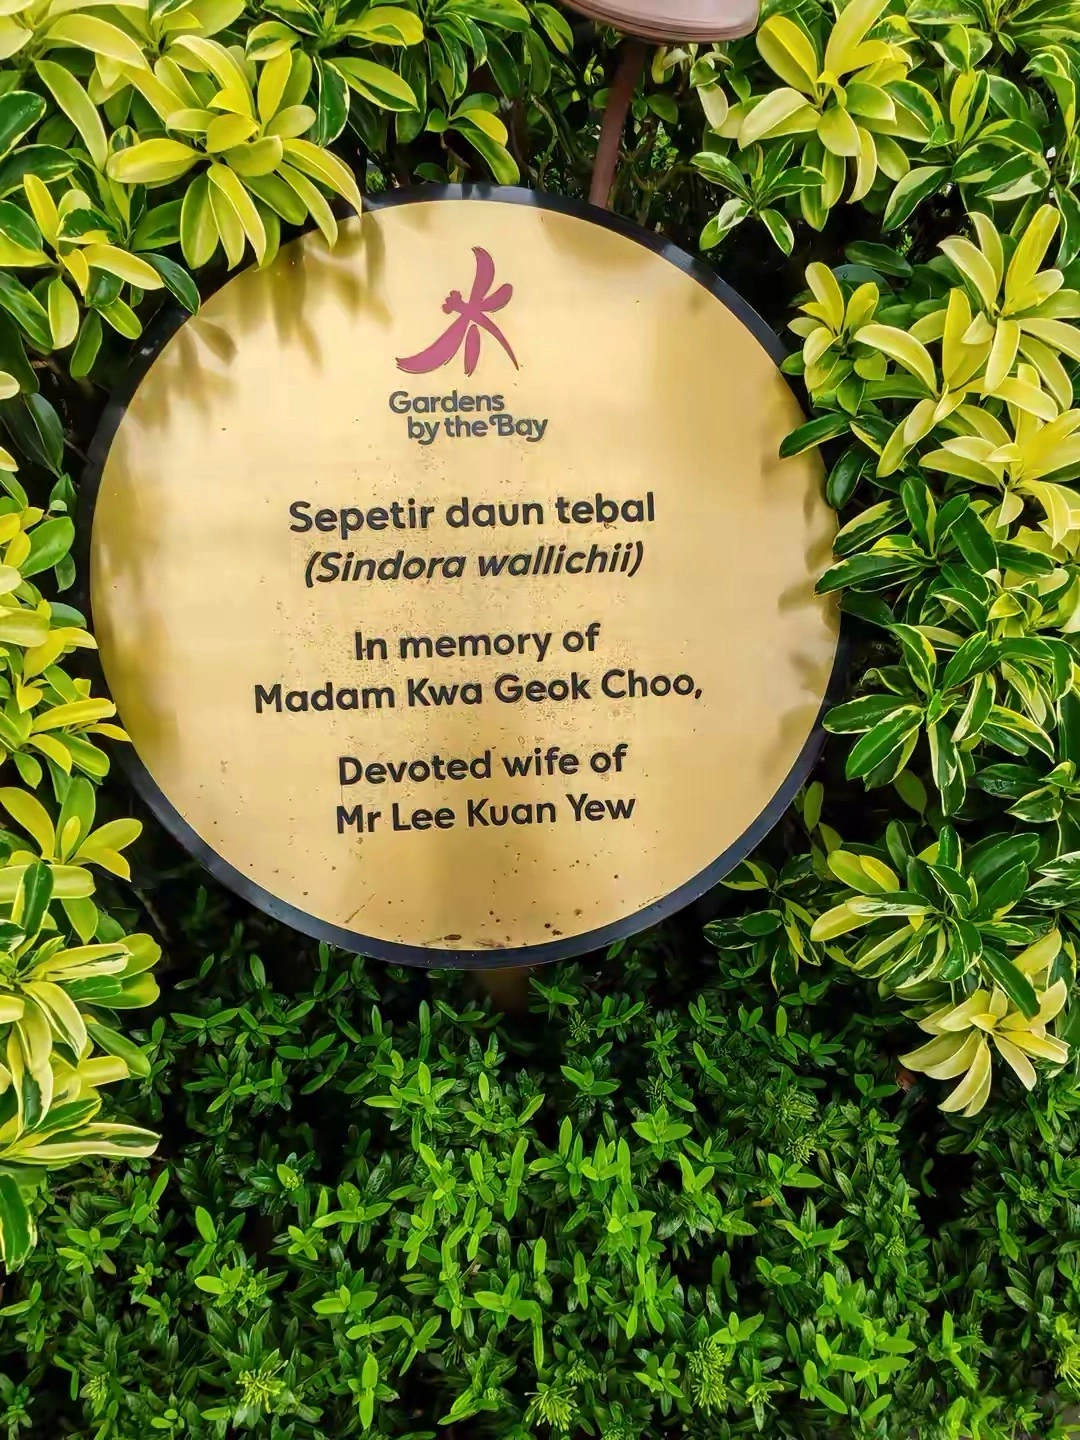 Gardens
by the Bay
Sepetir daun tebal
(Sindora wallichii)
In memory of
Madam Kwa Geok Choo,
Devoted wife of
Mr Lee Kuan Yew